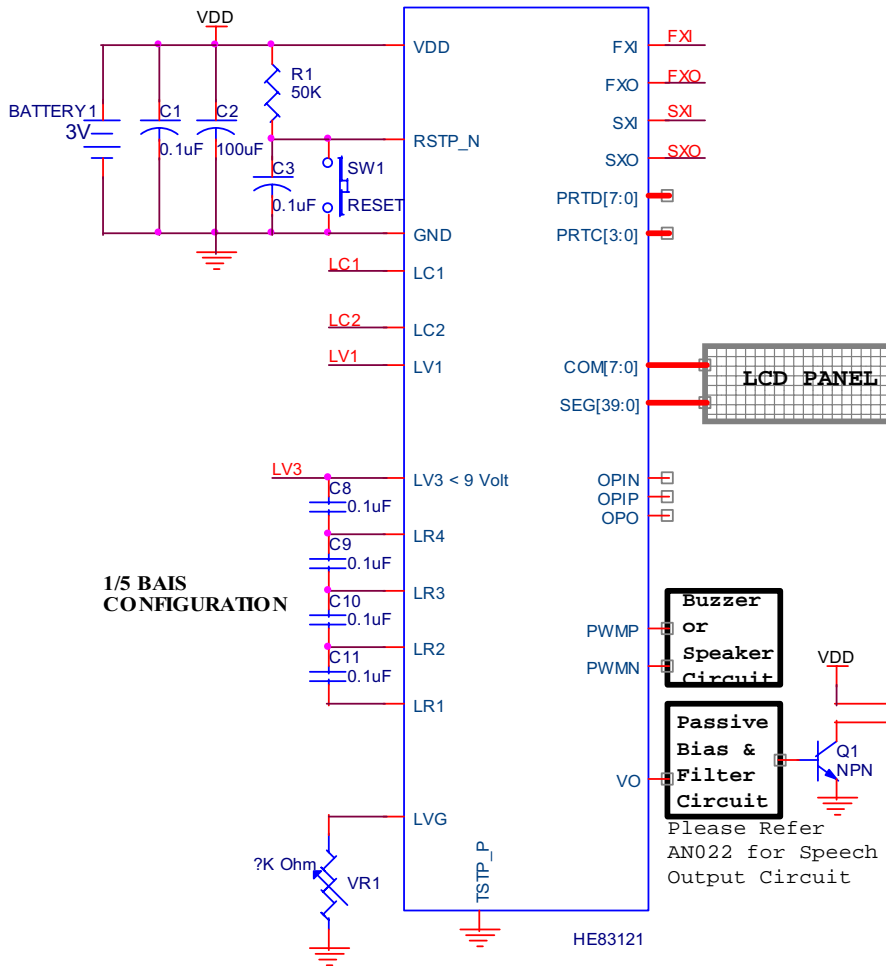 VDD
BATTERY1
3V
C1
0.1uF
C2
100uF
R1
50K
C3
0.1uF
SW1
RESET
VDD
RSTP_N
GND
LC1
LC1
LC2
LC2
LV1
LV1
LV3
LV3 < 9 Volt
C8
0.1uF
LR4
C9
0.1uF
LR3
C10
0.1uF
LR2
C11
0.1uF
LR1
1/5 BAIS
CONFIGURATION
LVG
?K Ohm
VR1
TSTP_P
HE83121
FXI
FXI
FXO
FXO
SXI
SXI
SXO
SXO
PRTD[7:0]
PRTC[3:0]
COM[7:0]
SEG[39:0]
LCD PANEL
OPIN
OPIP
OPO
PWMP
PWMN
Buzzer
or
Speaker
Circuit
VO
Passive
Bias &
Filter
Circuit
VDD
Q1
NPN
Please Refer
AN022 for Speech
Output Circuit